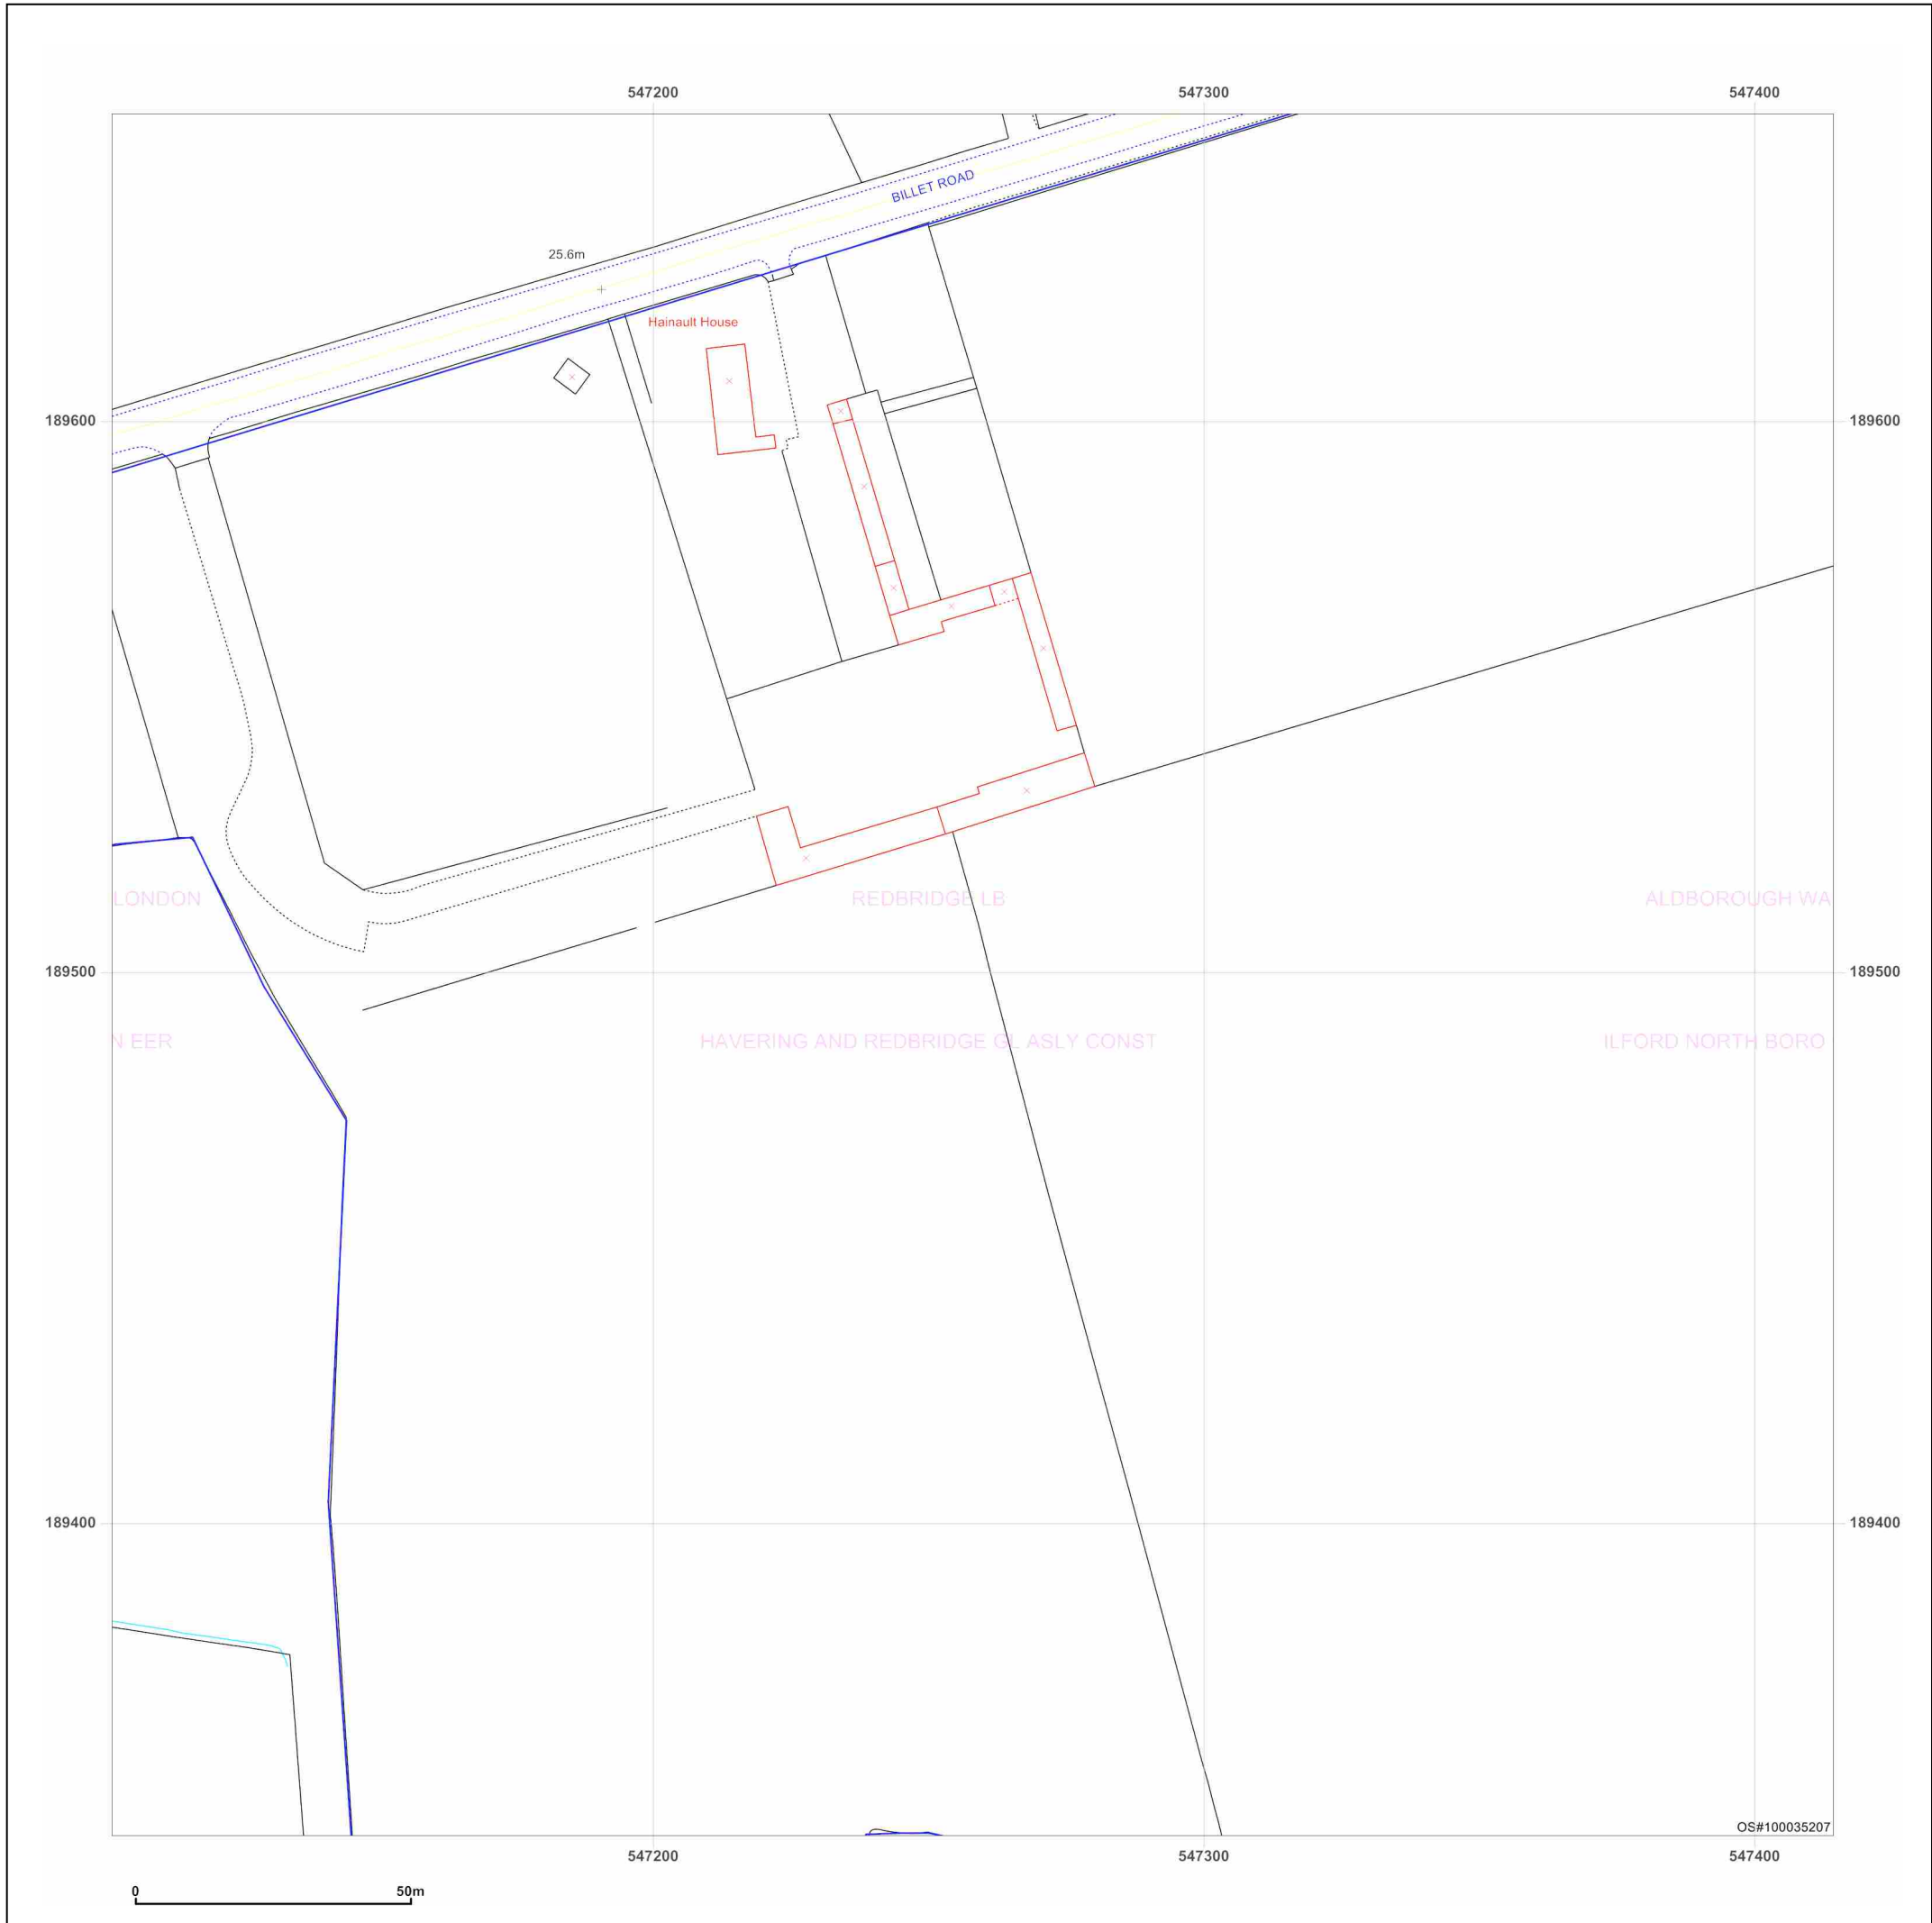 547200 547300 547400
BILLET ROAD
25.6m
Hainault House
189600 189600
LONDON REDBRIDGE LB ALDBOROUGH WA
189500 189500
N EER HAVERING AND REDBRIDGE GL ASLY CONST ILFORD NORTH BORO
189400 189400
OS#100035207
547200 547300 547400
0 50m